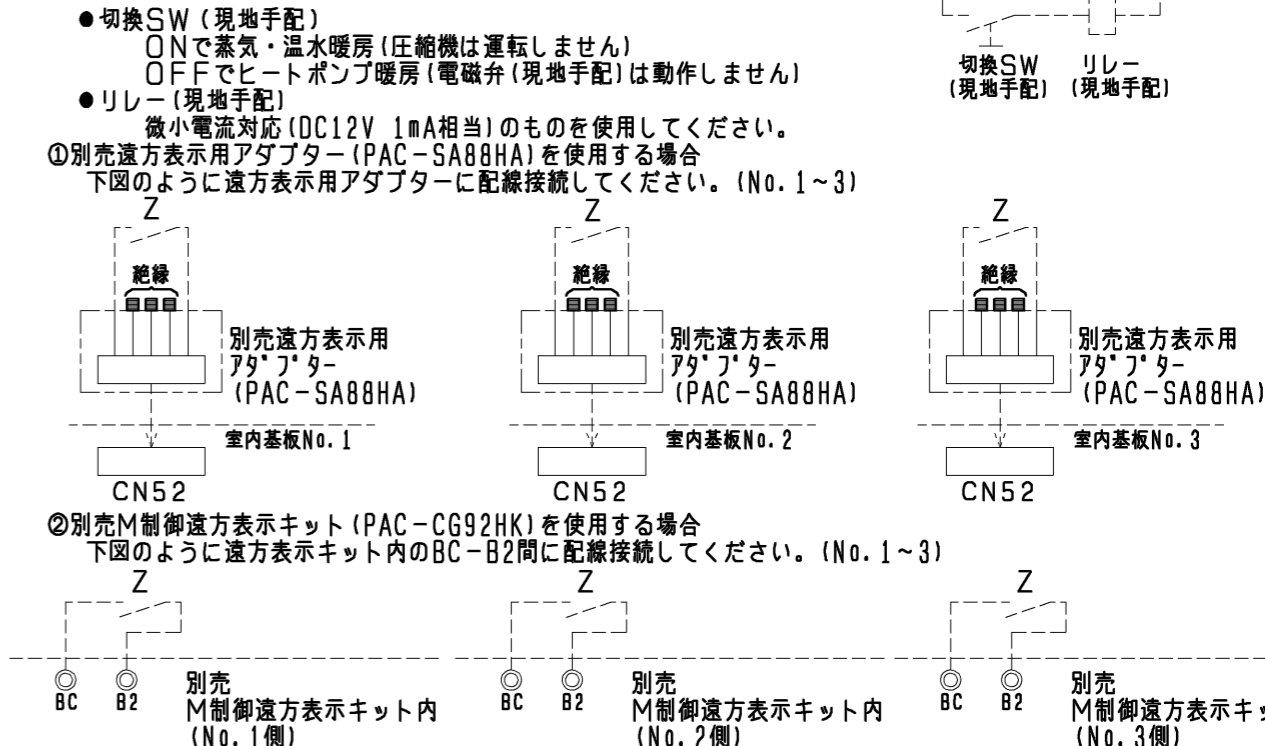 ●切換SW(現地手配)
ONで蒸気・温水暖房(圧縮機は運転しません)
OFFでヒートポンプ暖房(電磁弁(現地手配)は動作しません)
切換SW
(現地手配)
リレー
(現地手配)
●リレー(現地手配)
微小電流対応(DC12V 1mA相当)のものを使用してください。
①別売遠方表示用アダプター(PAC-SA88HA)を使用する場合
下図のように遠方表示用アダプターに配線接続してください。(No.1~3)
Z
絶縁
別売遠方表示用
アダプター
(PAC-SA88HA)
室内基板No.1
CN52
Z
絶縁
別売遠方表示用
アダプター
(PAC-SA88HA)
室内基板No.2
CN52
Z
絶縁
別売遠方表示用
アダプター
(PAC-SA88HA)
室内基板No.3
CN52
②別売M制御遠方表示キット(PAC-CG92HK)を使用する場合
下図のように遠方表示キット内のBC-B2間に配線接続してください。(No.1~3)
Z
BC
B2
別売
M制御遠方表示キット内
(No.1側)
Z
BC
B2
別売
M制御遠方表示キット内
(No.2側)
Z
BC
B2
別売
M制御遠方表示キッ
(No.3側)